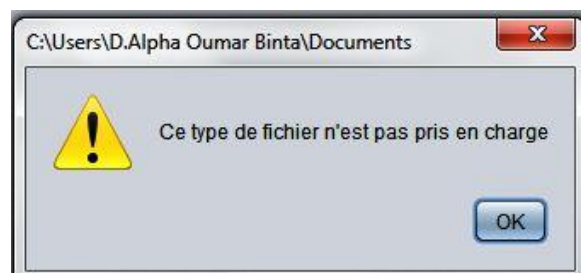 C:\Users\D.Alpha Oumar Binta\Documents
Ce type de fichier n'est pas pris en charge
OK